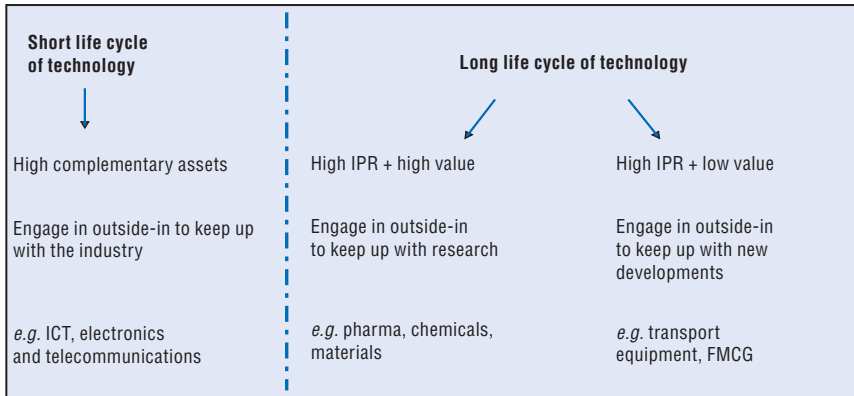 Short life cycle
of technology
Long life cycle of technology
High complementary assets
High IPR + high value
High IPR + low value
Engage in outside-in to keep up
with the industry
Engage in outside-in
to keep up with research
Engage in outside-in
to keep up with new
developments
e.g. ICT, electronics
and telecommunications
e.g. pharma, chemicals,
materials
e.g. transport
equipment, FMCG